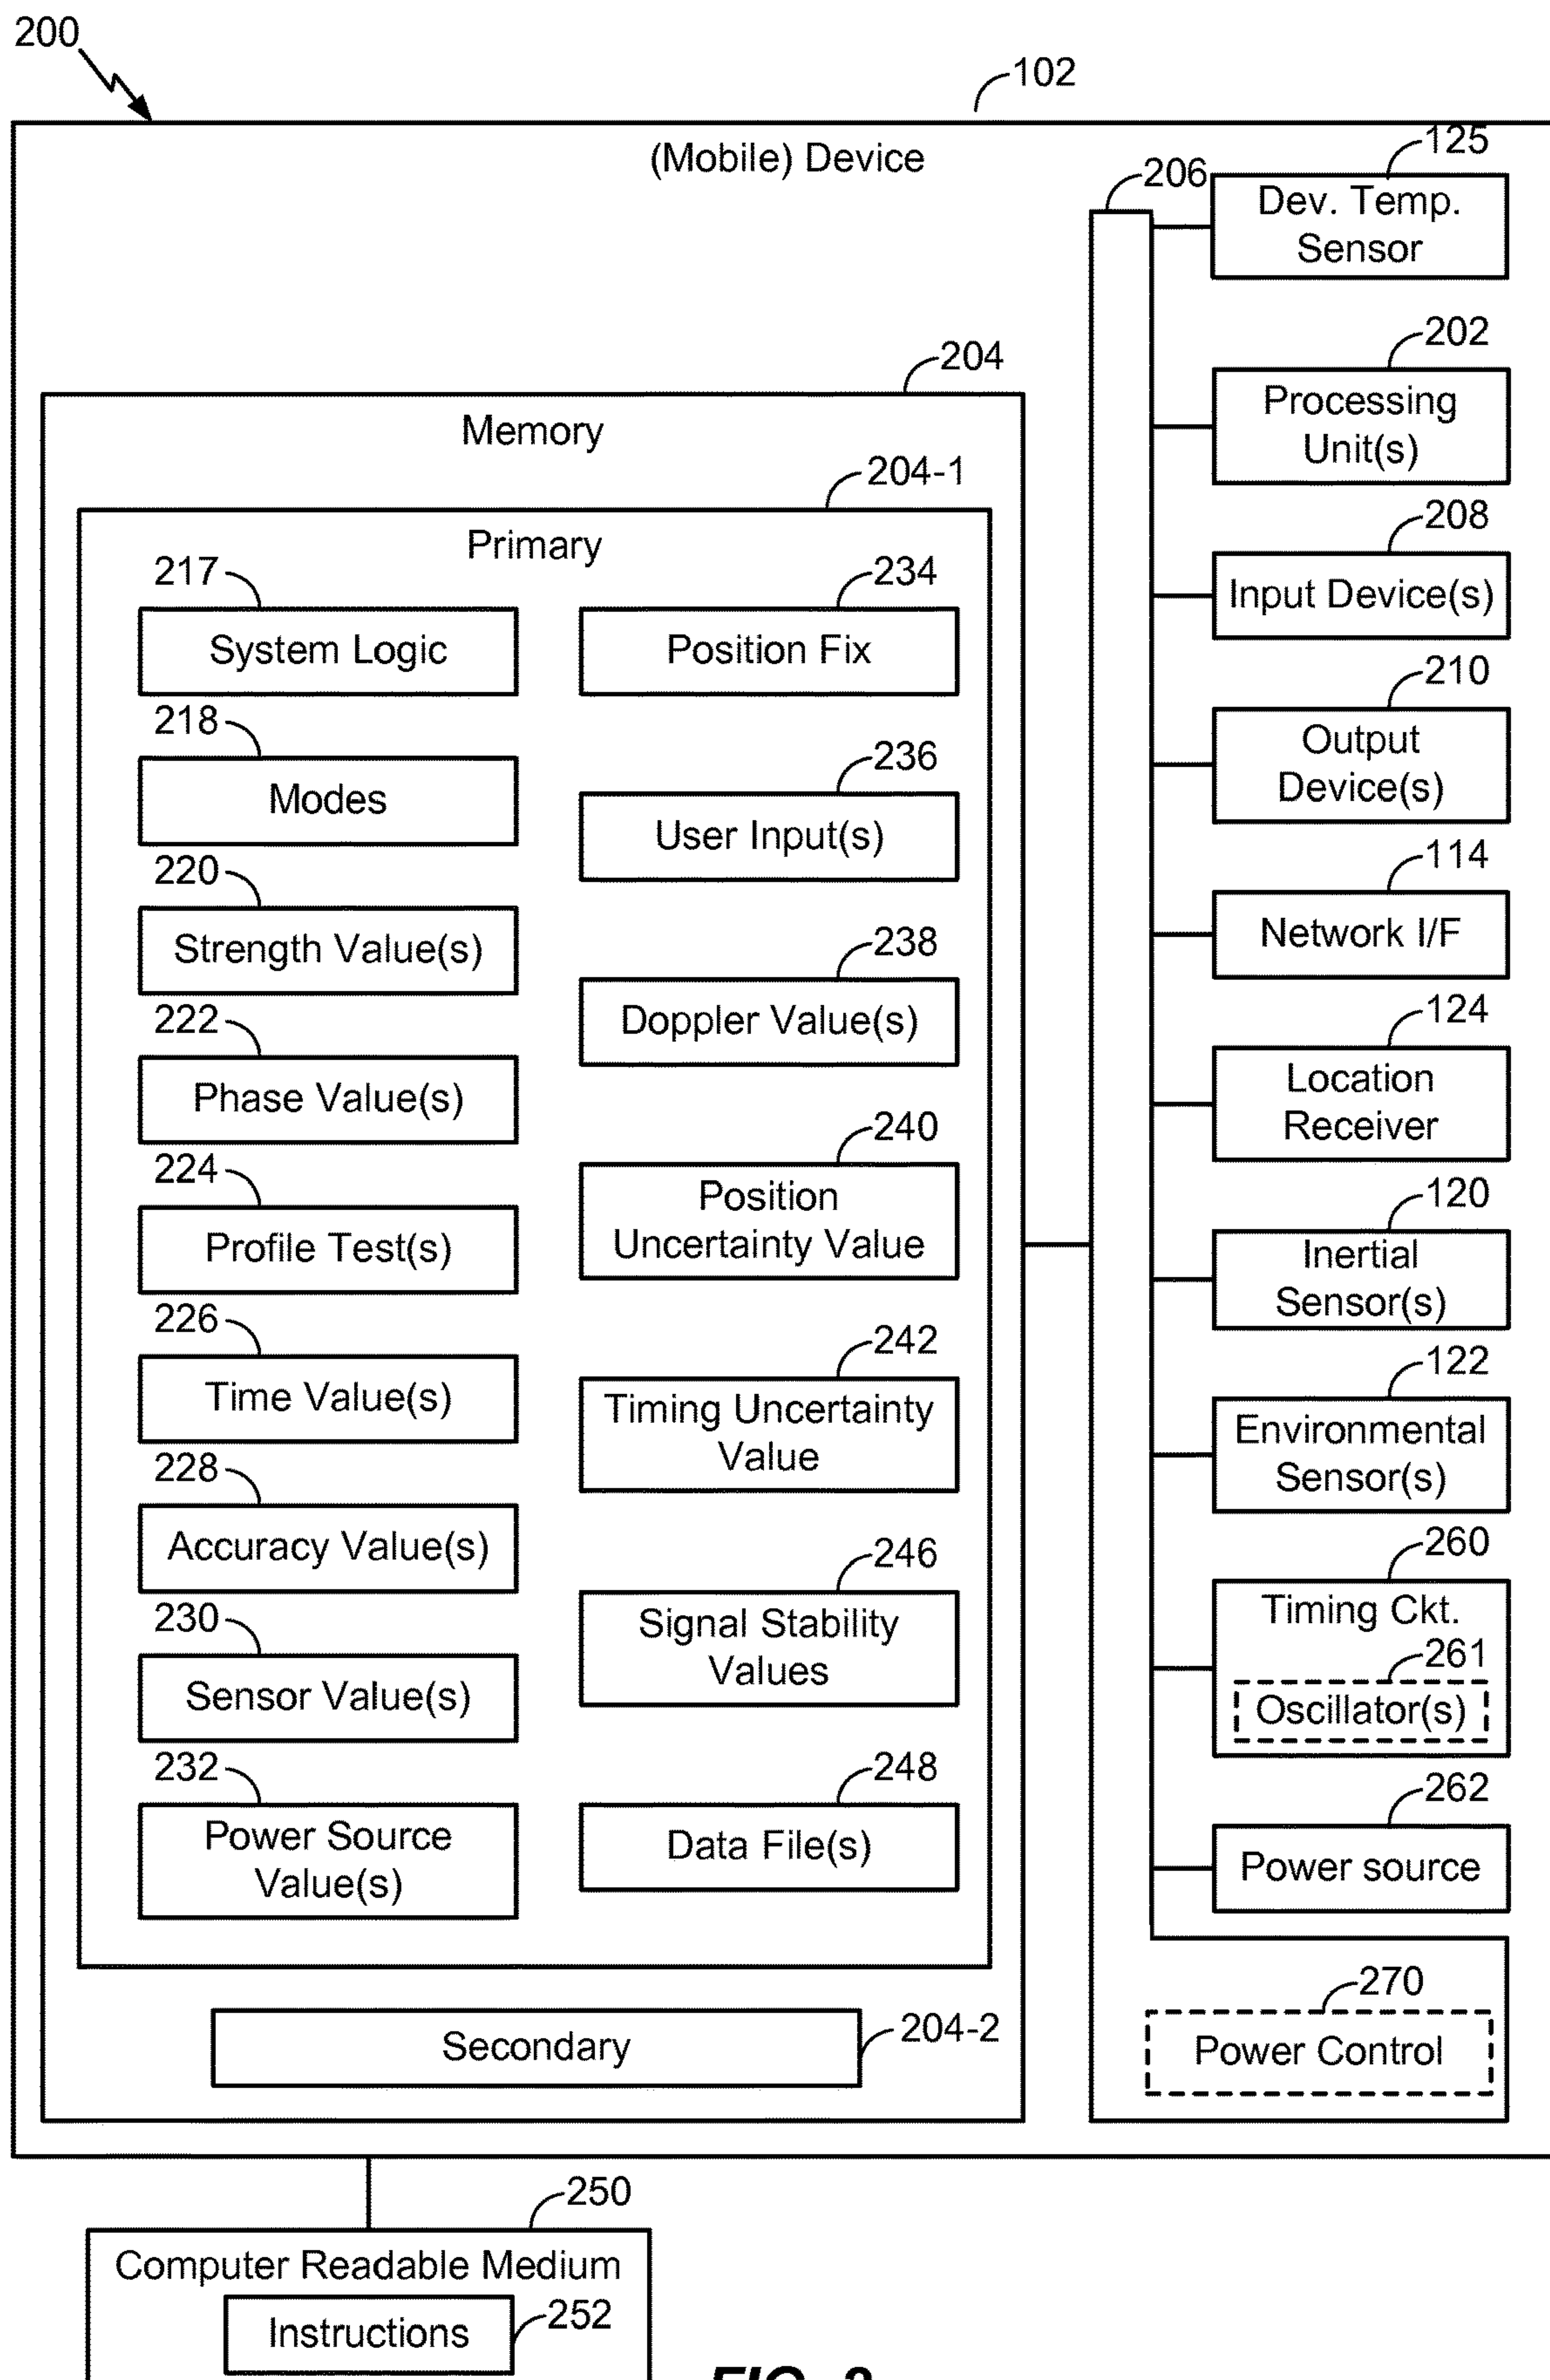 200
102
(Mobile) Device
125
206
Dev. Temp.
Sensor
202
Processing
Unit(s)
208
Input Device(s)
210
Output
Device(s)
114
Network I/F
124
Location
Receiver
120
Inertial
Sensor(s)
122
Environmental
Sensor(s)
260
Timing Ckt.
261
Oscillator(s)
262
Power source
270
Power Control
204
Memory
204-1
Primary
217
System Logic
218
Modes
220
Strength Value(s)
222
Phase Value(s)
224
Profile Test(s)
226
Time Value(s)
228
Accuracy Value(s)
230
Sensor Value(s)
232
Power Source
Value(s)
234
Position Fix
236
User Input(s)
238
Doppler Value(s)
240
Position
Uncertainty Value
242
Timing Uncertainty
Value
246
Signal Stability
Values
248
Data File(s)
Secondary
204-2
250
Computer Readable Medium
Instructions
252